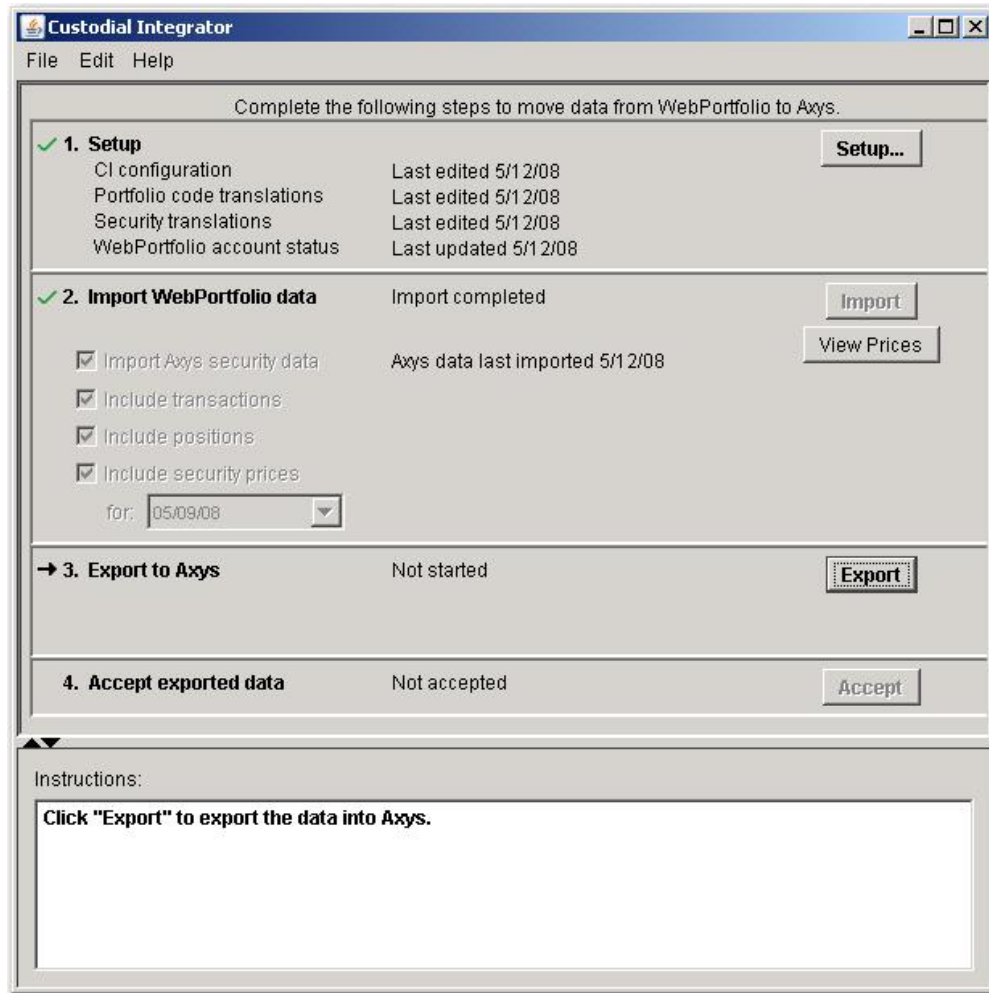 Custodial Integrator
File Edit Help
Complete the following steps to move data from WebPortfolio to Axys.
1. Setup
Setup...
CI configuration Last edited 5/12/08
Portfolio code translations Last edited 5/12/08
Security translations Last edited 5/12/08
WebPortfolio account status Last updated 5/12/08
2. Import WebPortfolio data Import completed Import
View Prices
Import Axys security data Axys data last imported 5/12/08
Include transactions
Include positions
Include security prices
for: 05/09/08
3. Export to Axys Not started Export
4. Accept exported data Not accepted Accept
Instructions:
Click "Export" to export the data into Axys.